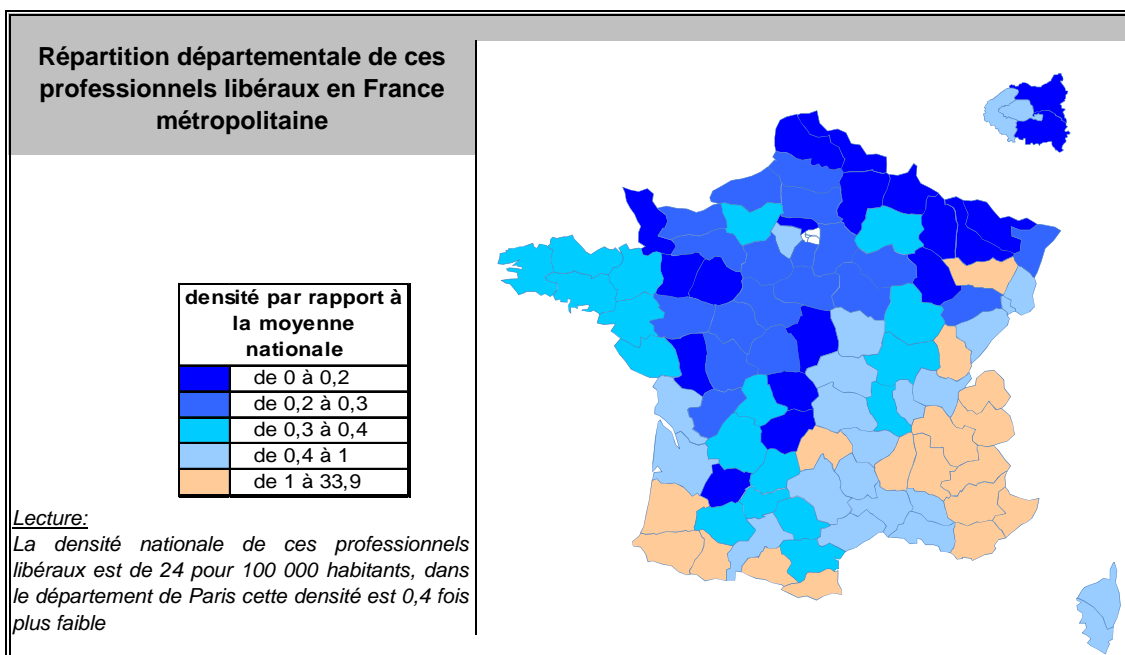 Répartition départementale de ces
professionnels libéraux en France
métropolitaine
densité par rapport à
la moyenne
nationale
de 0 à 0,2
de 0,2 à 0,3
de 0,3 à 0,4
de 0,4 à 1
de 1 à 33,9
Lecture:
La densité nationale de ces professionnels
libéraux est de 24 pour 100 000 habitants, dans
le département de Paris cette densité est 0,4 fois
plus faible